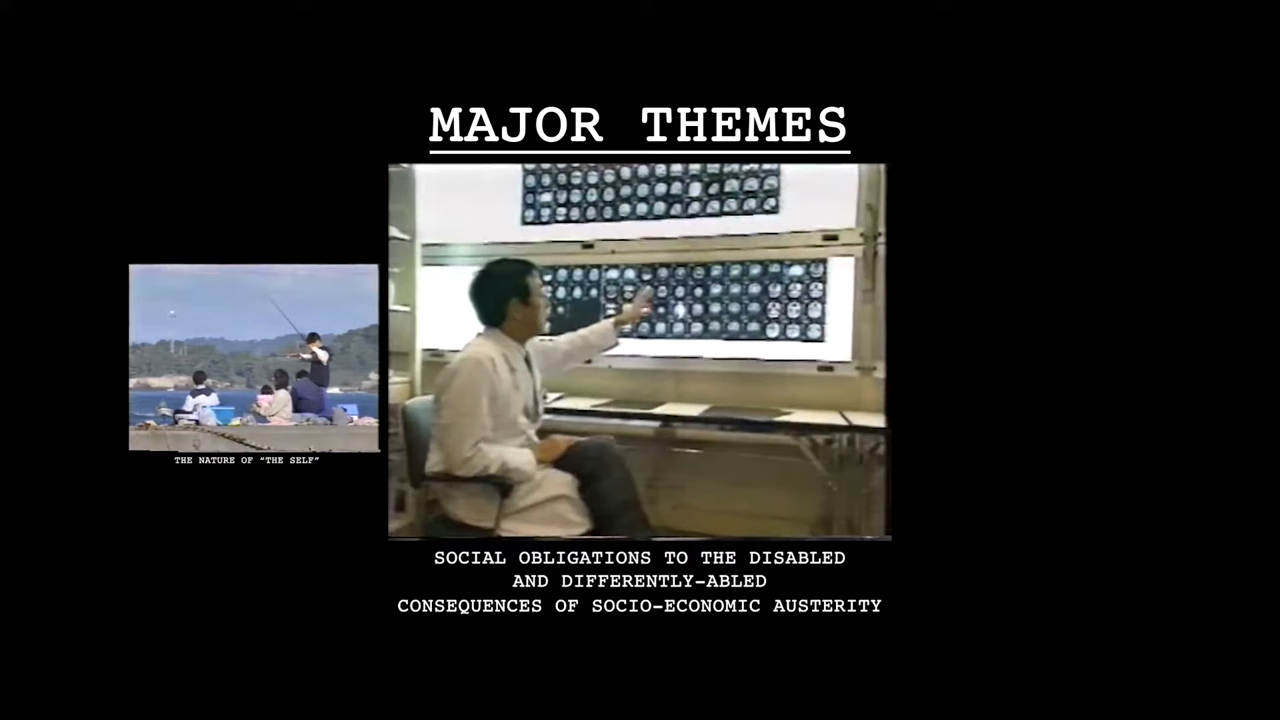 MAJOR THEMES
THE NATURE OF “THE SELF”
SOCIAL OBLIGATIONS TO THE DISABLED
AND DIFFERENTLY-ABLED
CONSEQUENCES OF SOCIO-ECONOMIC AUSTERITY